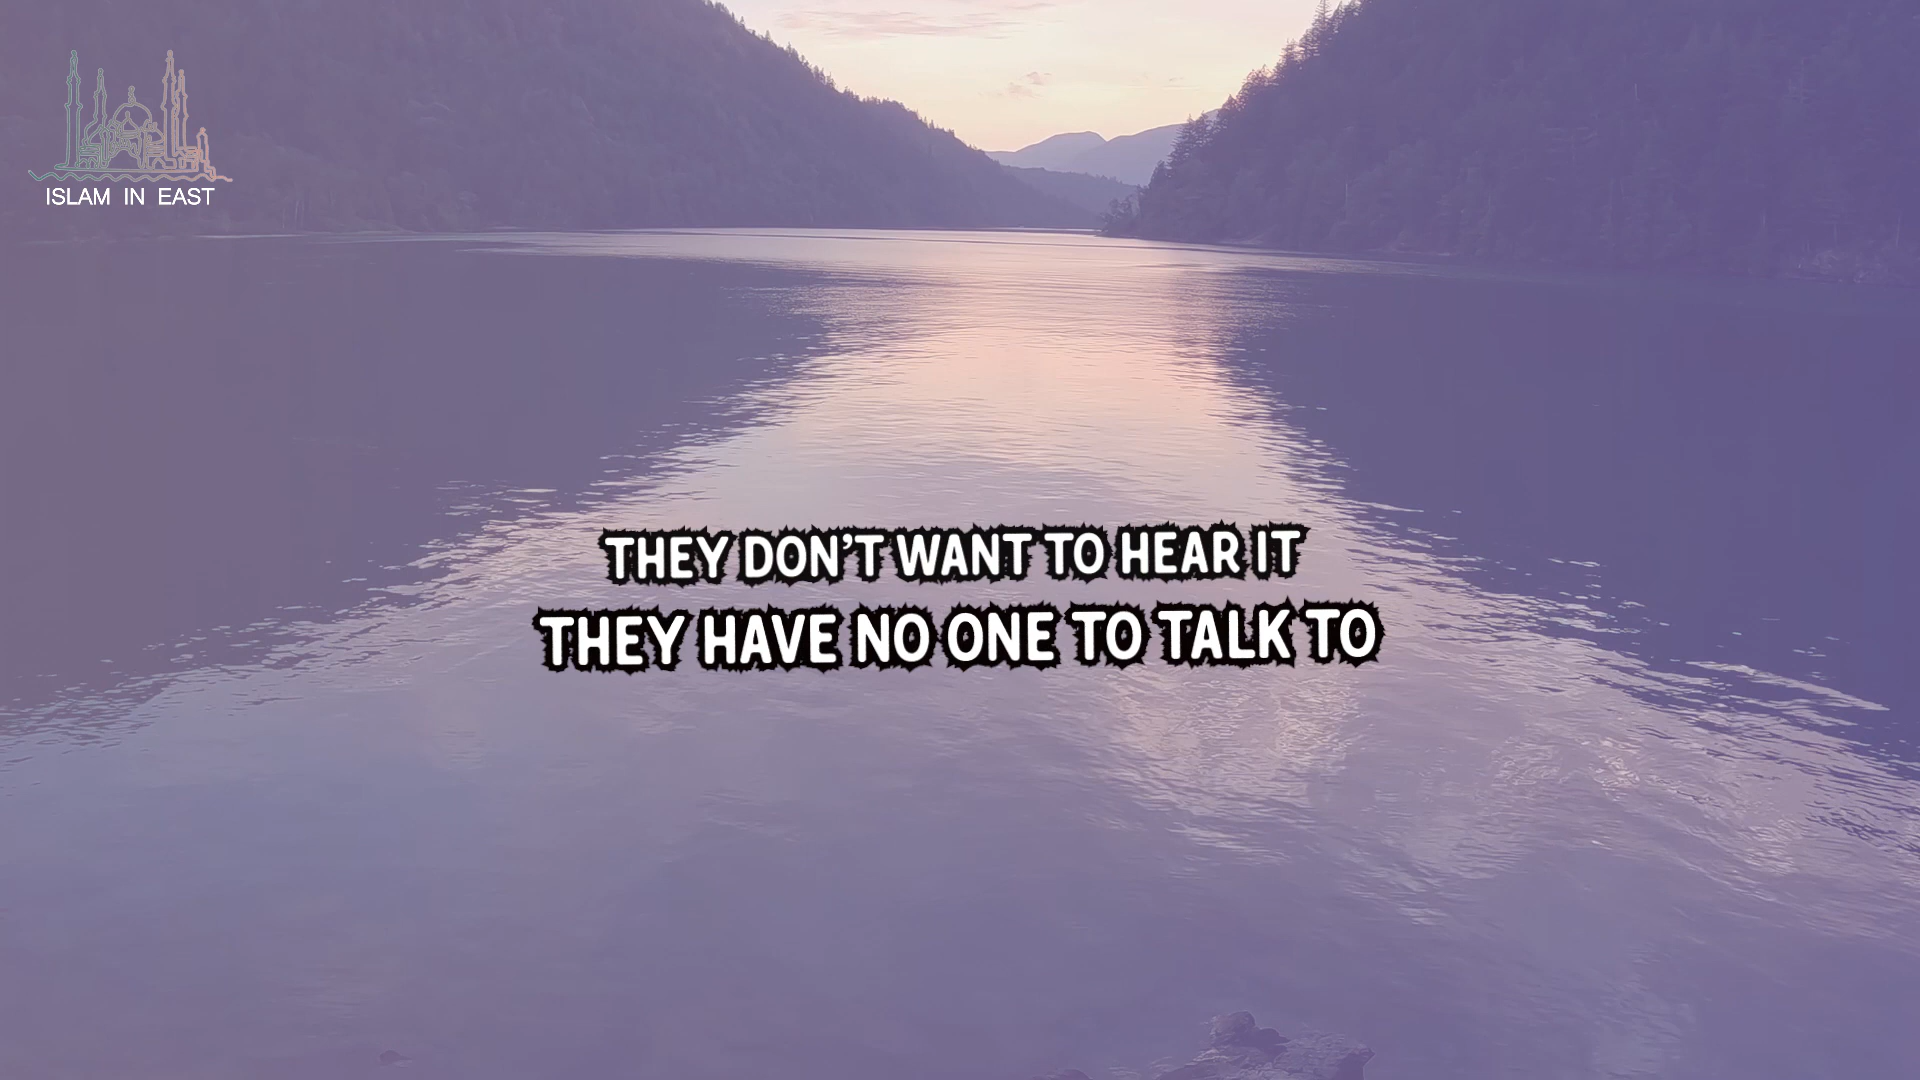 ISLAM IN EAST
THEY DON'T WANT TO HEAR IT
THEY HAVE NO ONE TO TALK TO